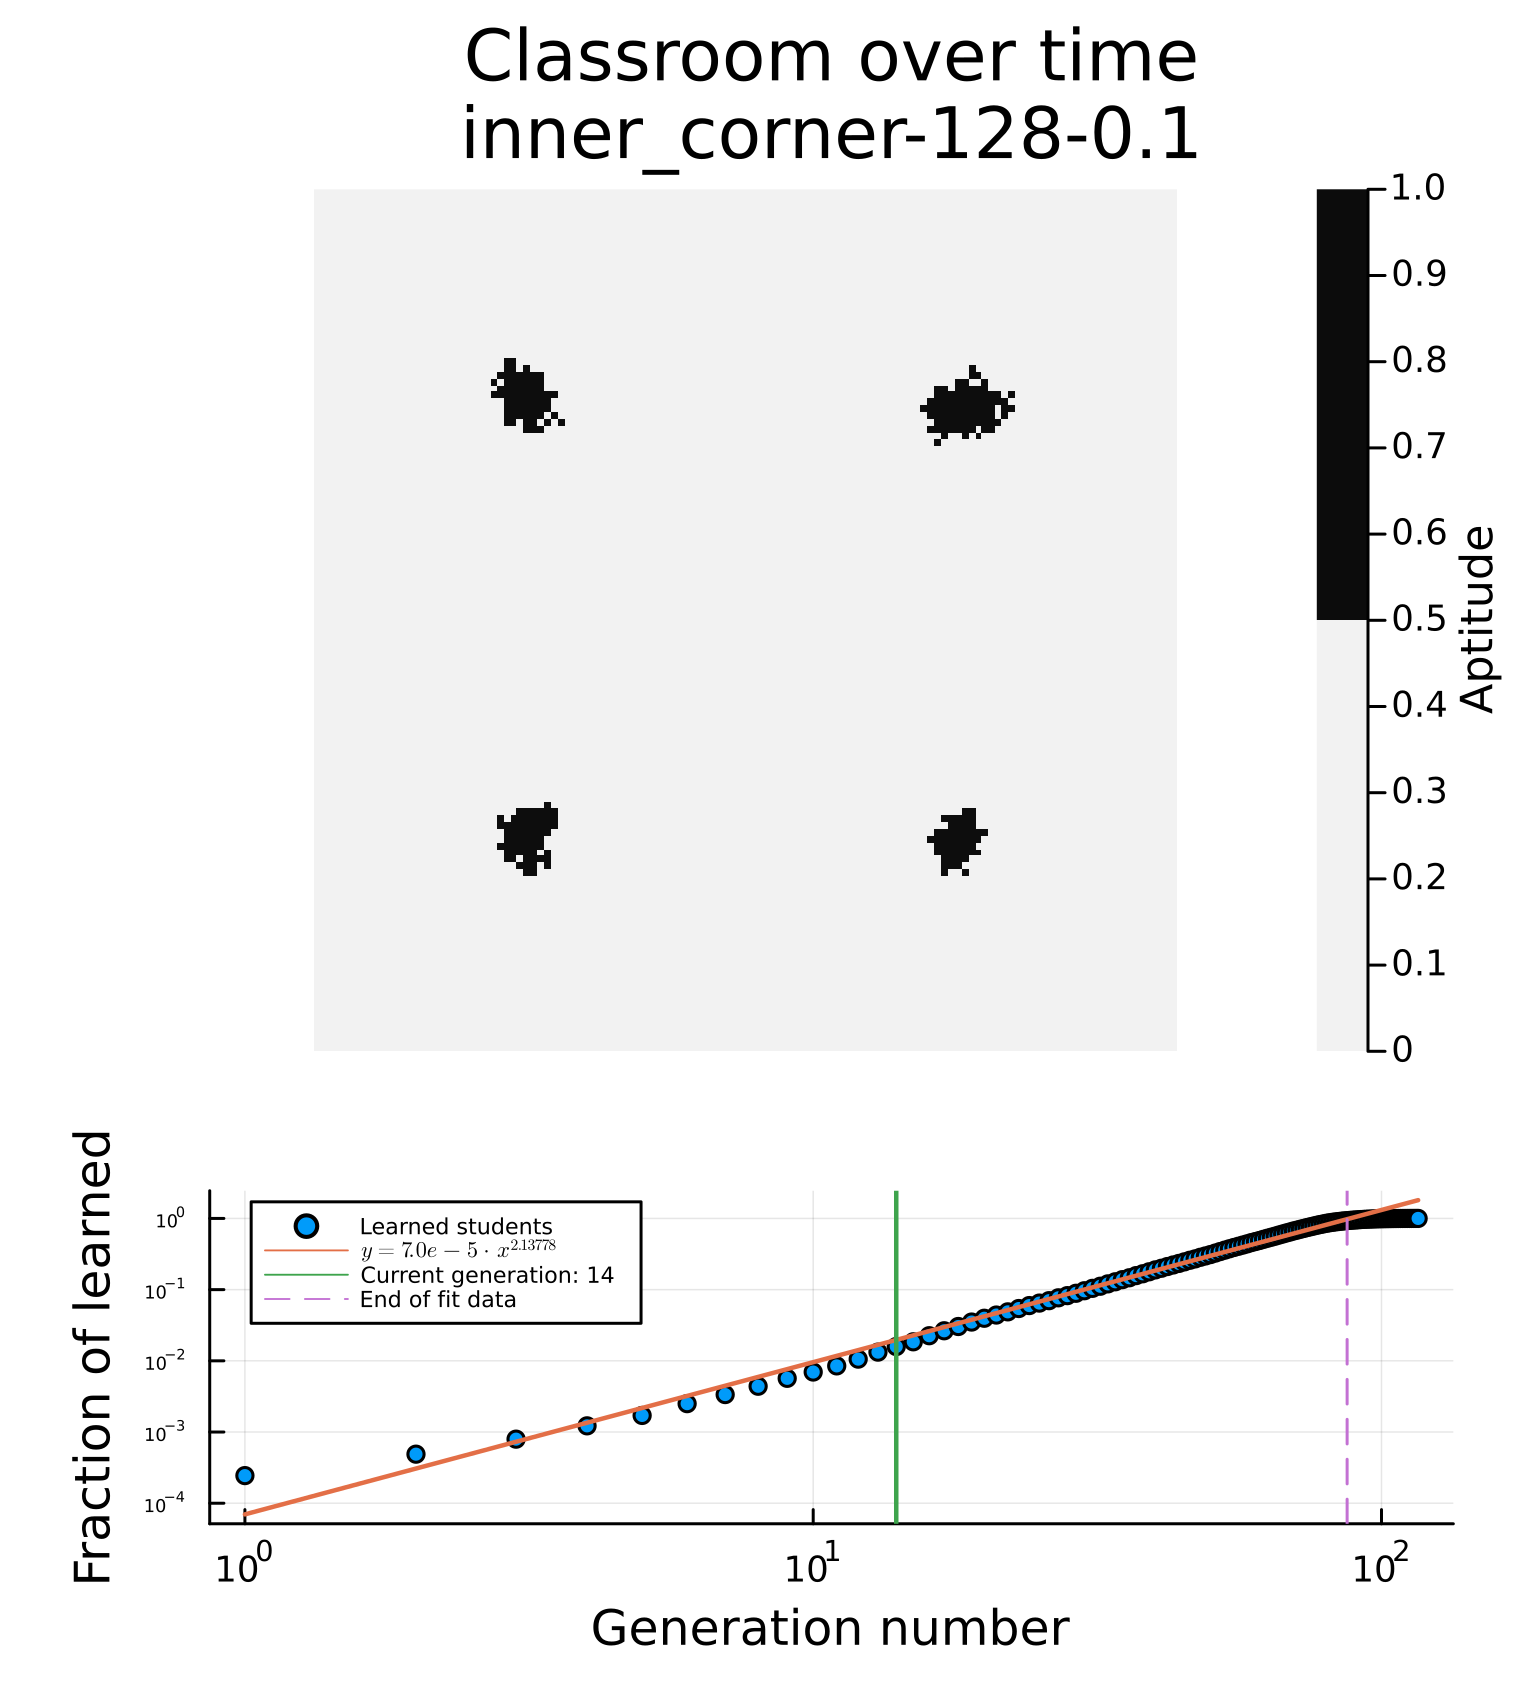 Classroom over time
inner_corner-128-0.1
1.0
0.9
0.8
0.7
0.6
0.5
0.4
0.3
0.2
0.1
0
Aptitude
Fraction of learned
10^0
10^-1
10^-2
10^-3
10^-4
Learned students
y = 7.0e − 5 · x^2.13778
Current generation: 14
End of fit data
10^0
10^1
10^2
Generation number